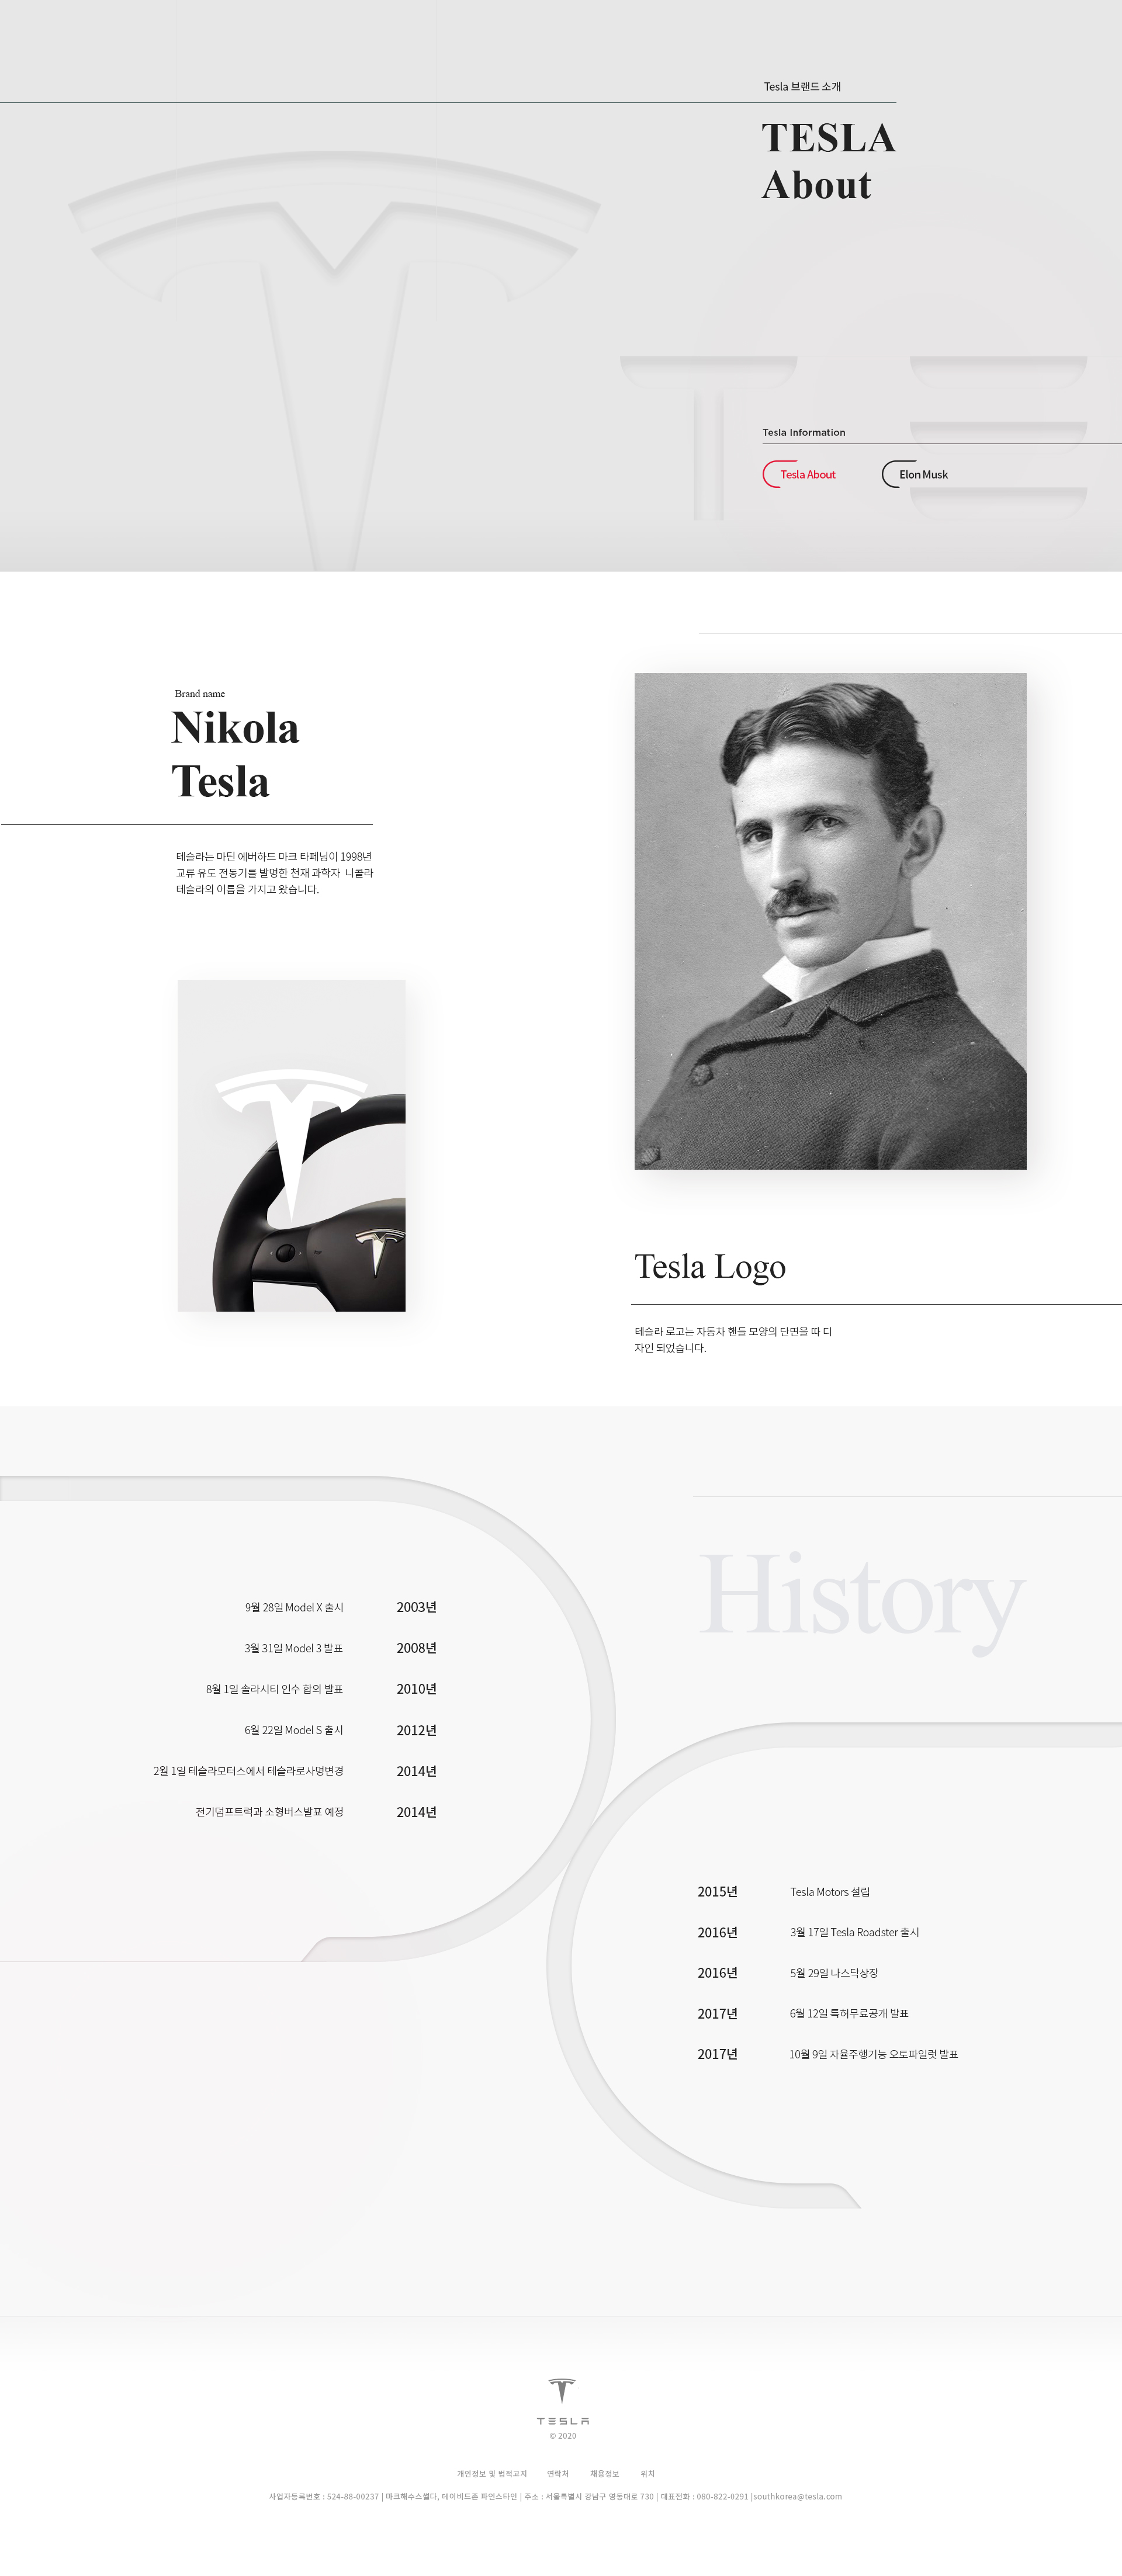 Tesla 브랜드 소개
TESLA
About
Tesla Information
Tesla About
Elon Musk
Brand name
Nikola
Tesla
테슬라는 마틴 에버하드 마크 타페닝이 1998년
교류 유도 전동기를 발명한 천재 과학자 니콜라
테슬라의 이름을 가지고 왔습니다.
Tesla Logo
테슬라 로고는 자동차 핸들 모양의 단면을 따 디
자인 되었습니다.
History
9월 28일 Model X 출시 2003년
3월 31일 Model 3 발표 2008년
8월 1일 솔라시티 인수 합의 발표 2010년
6월 22일 Model S 출시 2012년
2월 1일 테슬라모터스에서 테슬라로사명변경 2014년
전기덤프트럭과 소형버스발표 예정 2014년
2015년 Tesla Motors 설립
2016년 3월 17일 Tesla Roadster 출시
2016년 5월 29일 나스닥상장
2017년 6월 12일 특허무료공개 발표
2017년 10월 9일 자율주행기능 오토파일럿 발표
TESLA
© 2020
개인정보 및 법적고지 연락처 채용정보 위치
사업자등록번호 : 524-88-00237 | 마크해수스썰다, 데이비드존 파인스타인 | 주소 : 서울특별시 강남구 영동대로 730 | 대표전화 : 080-822-0291 |southkorea@tesla.com